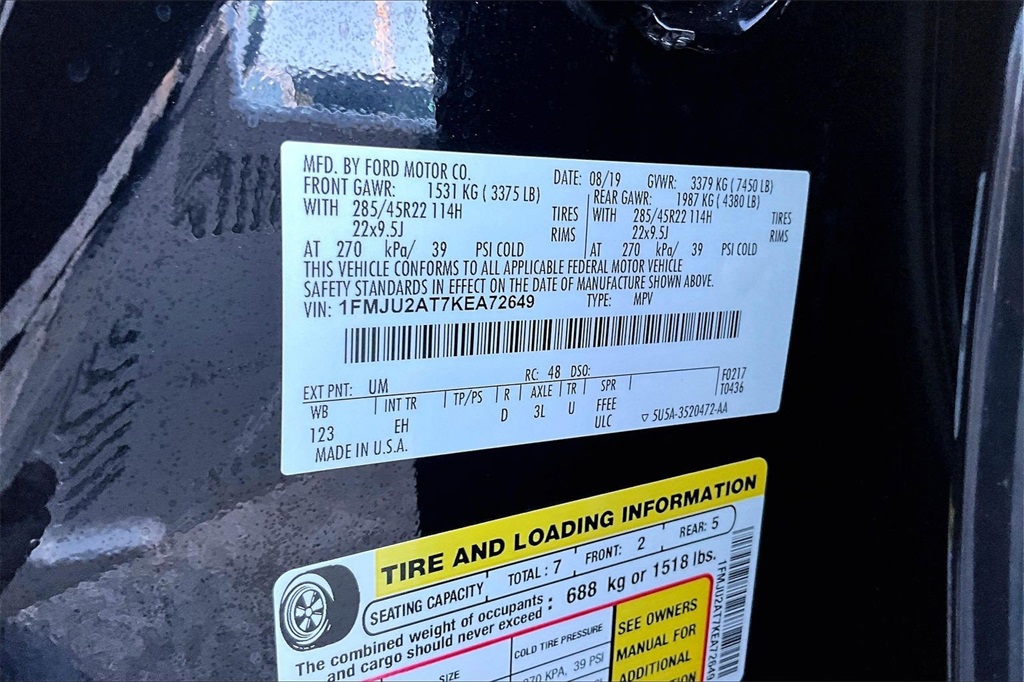 MFD. BY FORD MOTOR CO. DATE: 08/19 GVWR: 3379 KG ( 7450 LB)
FRONT GAWR: 1531 KG ( 3375 LB) REAR GAWR: 1987 KG ( 4380 LB)
WITH 285/45R22 114H TIRES WITH 285/45R22 114H TIRES
22x9.5J RIMS 22x9.5J RIMS
AT 270 kPa/ 39 PSI COLD AT 270 kPa/ 39 PSI COLD
THIS VEHICLE CONFORMS TO ALL APPLICABLE FEDERAL MOTOR VEHICLE
SAFETY STANDARDS IN EFFECT ON THE DATE OF MANUFACTURE SHOWN ABOVE.
VIN: 1FMJU2AT7KEA72649 TYPE: MPV
EXT PNT: UM RC: 48 DSO: F0217
WB INT TR TP/PS R AXLE TR SPR T0436
123 EH D 3L U FFEE 5U5A-3520472-AA
ULC
MADE IN U.S.A.
TIRE AND LOADING INFORMATION
SEATING CAPACITY TOTAL: 7 FRONT: 2 REAR: 5
The combined weight of occupants
and cargo should never exceed : 688 kg or 1518 lbs.
SIZE COLD TIRE PRESSURE SEE OWNERS
270 KPA, 39 PSI MANUAL FOR
ADDITIONAL
1FMJU2AT7KEA72649